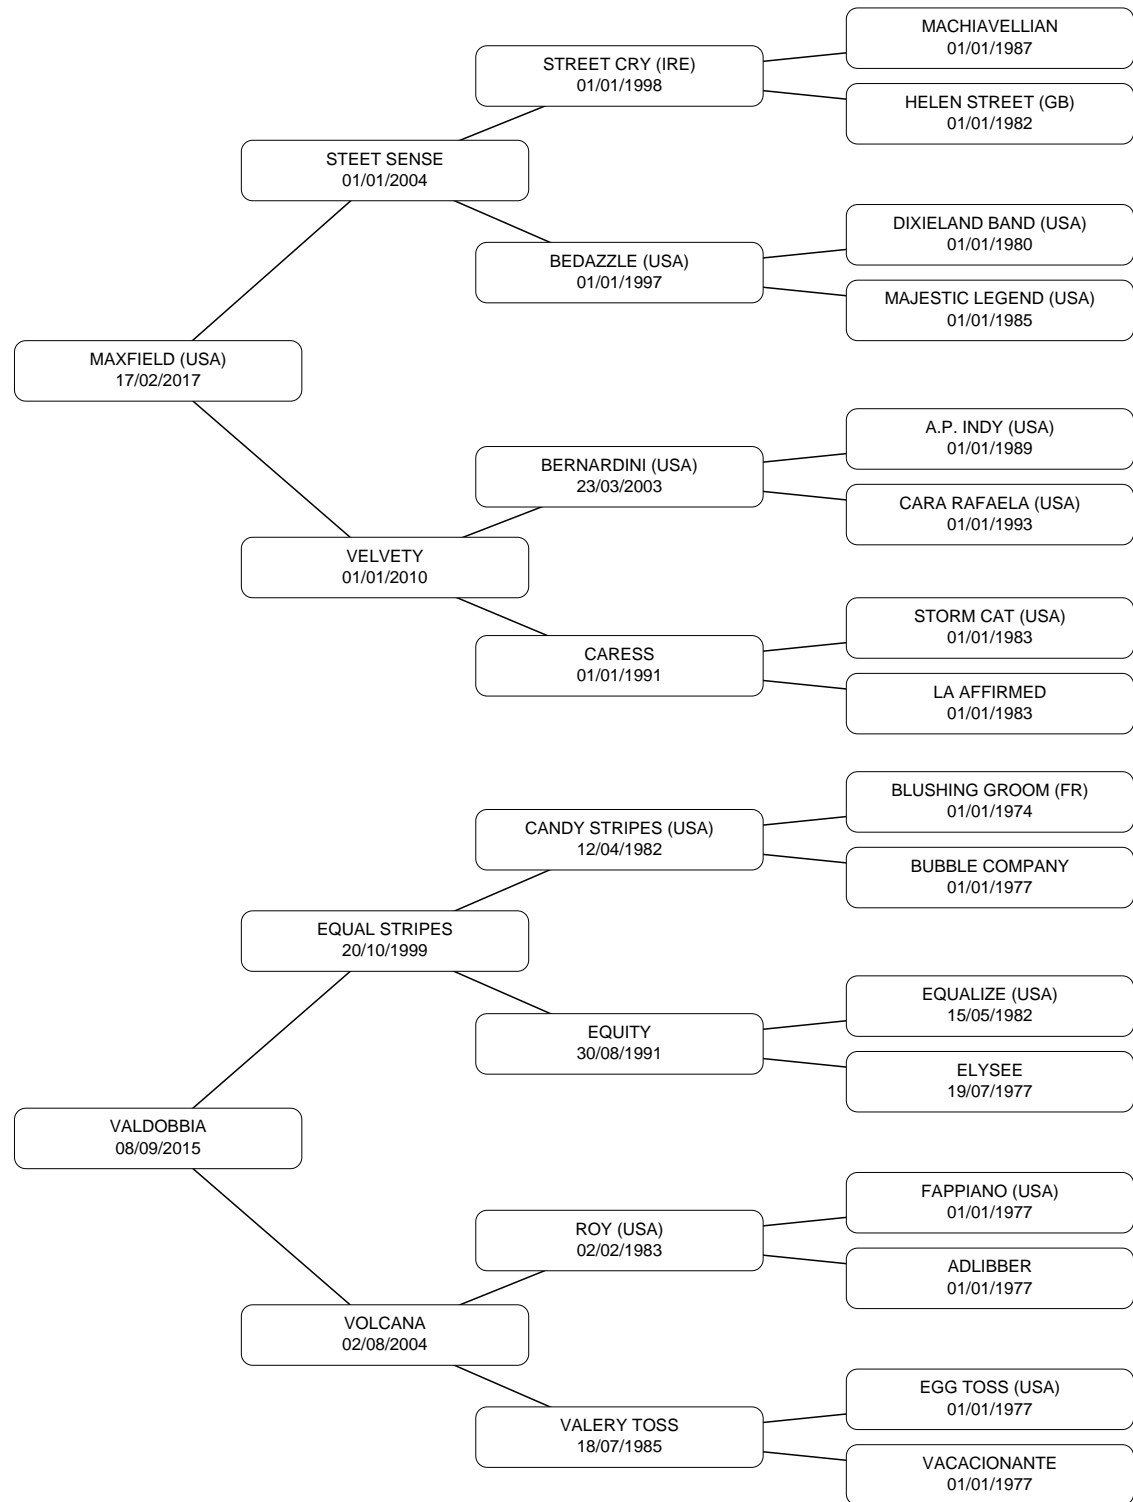 MACHIAVELLIAN
01/01/1987
STREET CRY (IRE)
01/01/1998
HELEN STREET (GB)
01/01/1982
STEET SENSE
01/01/2004
DIXIELAND BAND (USA)
01/01/1980
BEDAZZLE (USA)
01/01/1997
MAJESTIC LEGEND (USA)
01/01/1985
MAXFIELD (USA)
17/02/2017
A.P. INDY (USA)
01/01/1989
BERNARDINI (USA)
23/03/2003
CARA RAFAELA (USA)
01/01/1993
VELVETY
01/01/2010
STORM CAT (USA)
01/01/1983
CARESS
01/01/1991
LA AFFIRMED
01/01/1983
BLUSHING GROOM (FR)
01/01/1974
CANDY STRIPES (USA)
12/04/1982
BUBBLE COMPANY
01/01/1977
EQUAL STRIPES
20/10/1999
EQUALIZE (USA)
15/05/1982
EQUITY
30/08/1991
ELYSEE
19/07/1977
VALDOBBIA
08/09/2015
FAPPIANO (USA)
01/01/1977
ROY (USA)
02/02/1983
ADLIBBER
01/01/1977
VOLCANA
02/08/2004
EGG TOSS (USA)
01/01/1977
VALERY TOSS
18/07/1985
VACACIONANTE
01/01/1977